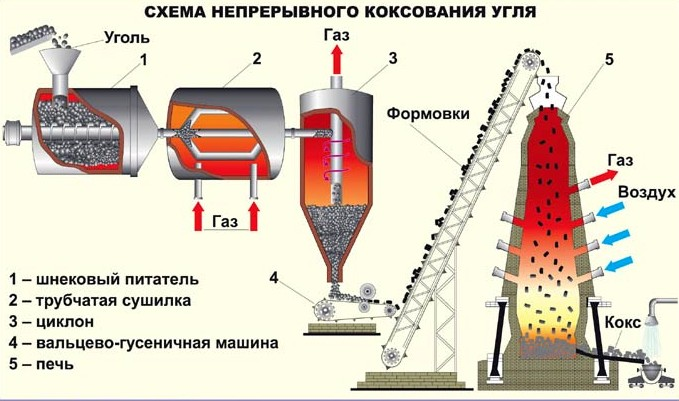 СХЕМА НЕПРЕРЫВНОГО КОКСОВАНИЯ УГЛЯ
Уголь
1
2
Газ
3
5
Формовки
Газ
Воздух
Газ
4
Кокс
1 – шнековый питатель
2 – трубчатая сушилка
3 – циклон
4 – вальцево-гусеничная машина
5 – печь